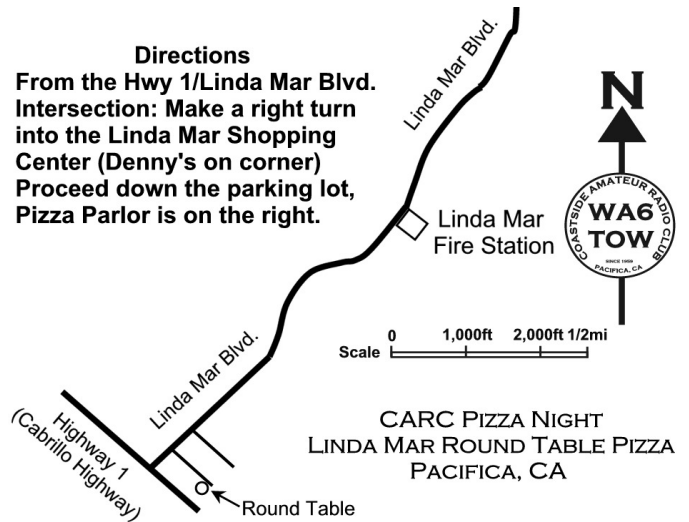 Directions
From the Hwy 1/Linda Mar Blvd.
Intersection: Make a right turn
into the Linda Mar Shopping
Center (Denny's on corner)
Proceed down the parking lot,
Pizza Parlor is on the right.
Linda Mar Blvd.
N
COASTSIDE AMATEUR RADIO CLUB
WA6
TOW
SINCE 1959
PACIFICA, CA
Linda Mar
Fire Station
0 1,000ft 2,000ft 1/2mi
Scale
Linda Mar Blvd.
Highway 1
(Cabrillo Highway)
Round Table
CARC PIZZA NIGHT
LINDA MAR ROUND TABLE PIZZA
PACIFICA, CA